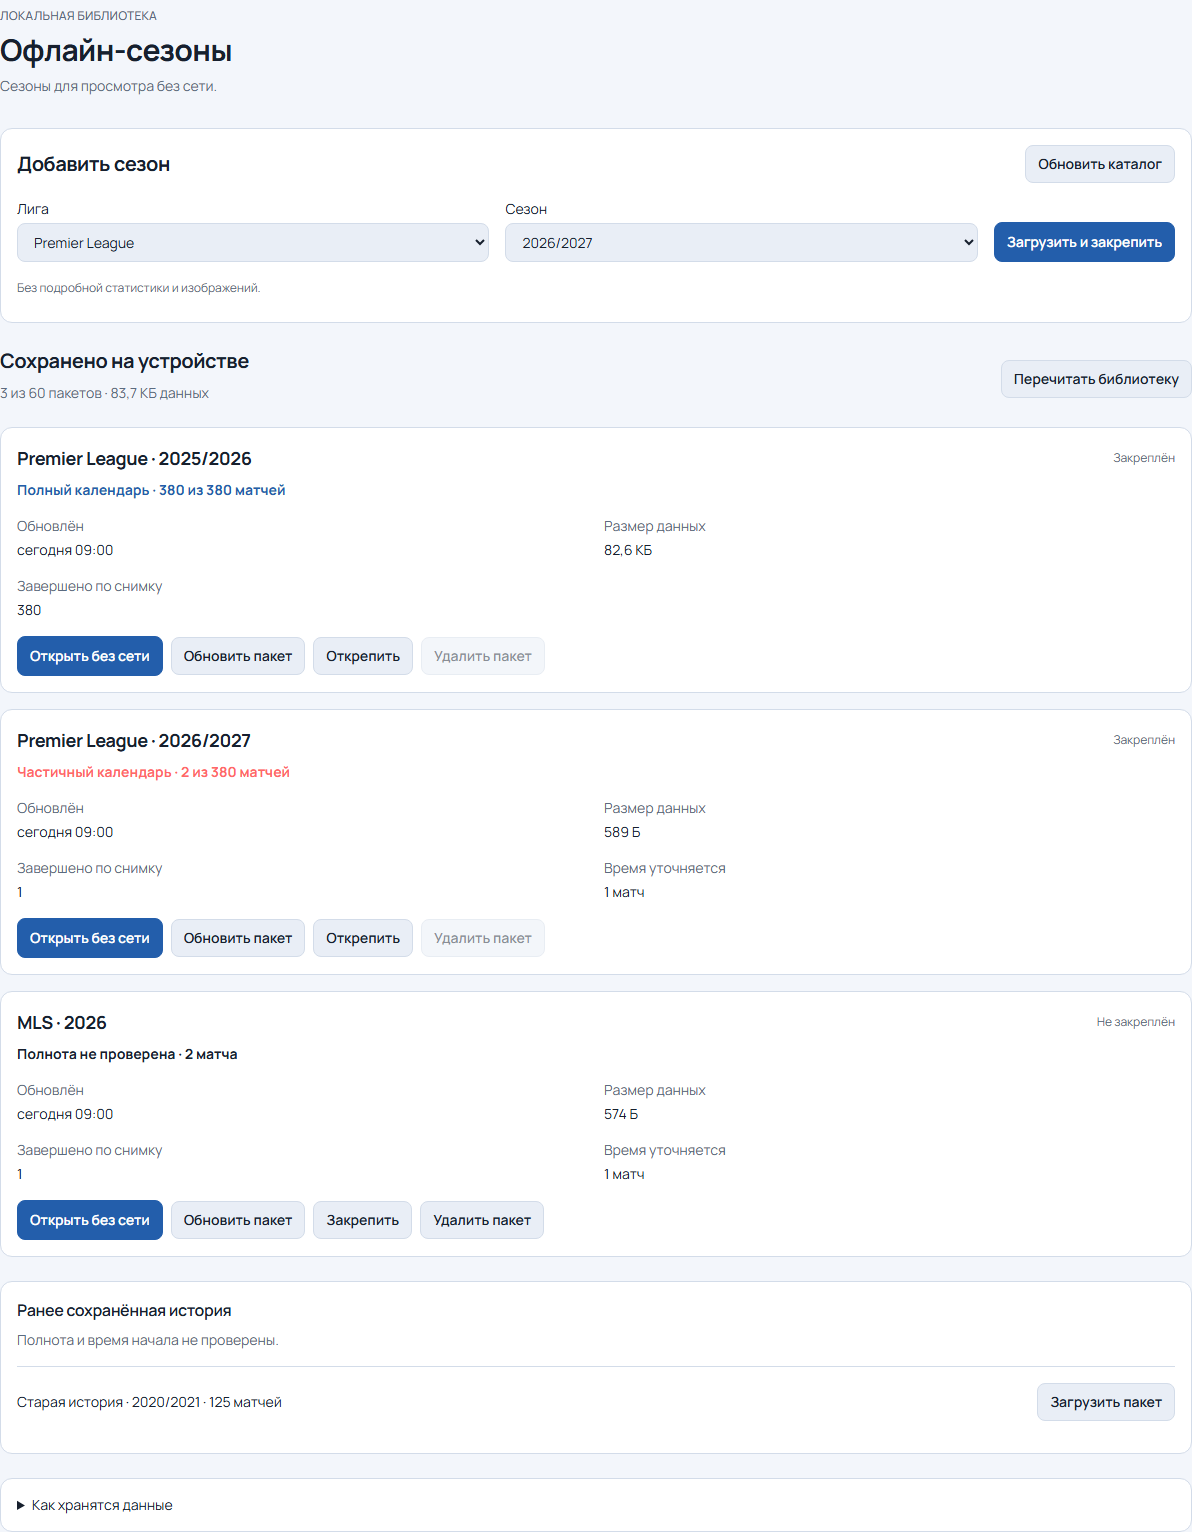 ЛОКАЛЬНАЯ БИБЛИОТЕКА
Офлайн-сезоны
Сезоны для просмотра без сети.
Добавить сезон
Обновить каталог
Лига
Сезон
Premier League
2026/2027
Загрузить и закрепить
Без подробной статистики и изображений.
Сохранено на устройстве
3 из 60 пакетов · 83,7 КБ данных
Перечитать библиотеку
Premier League · 2025/2026
Закреплён
Полный календарь · 380 из 380 матчей
Обновлён
Размер данных
сегодня 09:00
82,6 КБ
Завершено по снимку
380
Открыть без сети
Обновить пакет
Открепить
Удалить пакет
Premier League · 2026/2027
Закреплён
Частичный календарь · 2 из 380 матчей
Обновлён
Размер данных
сегодня 09:00
589 Б
Завершено по снимку
Время уточняется
1
1 матч
Открыть без сети
Обновить пакет
Открепить
Удалить пакет
MLS · 2026
Не закреплён
Полнота не проверена · 2 матча
Обновлён
Размер данных
сегодня 09:00
574 Б
Завершено по снимку
Время уточняется
1
1 матч
Открыть без сети
Обновить пакет
Закрепить
Удалить пакет
Ранее сохранённая история
Полнота и время начала не проверены.
Старая история · 2020/2021 · 125 матчей
Загрузить пакет
Как хранятся данные